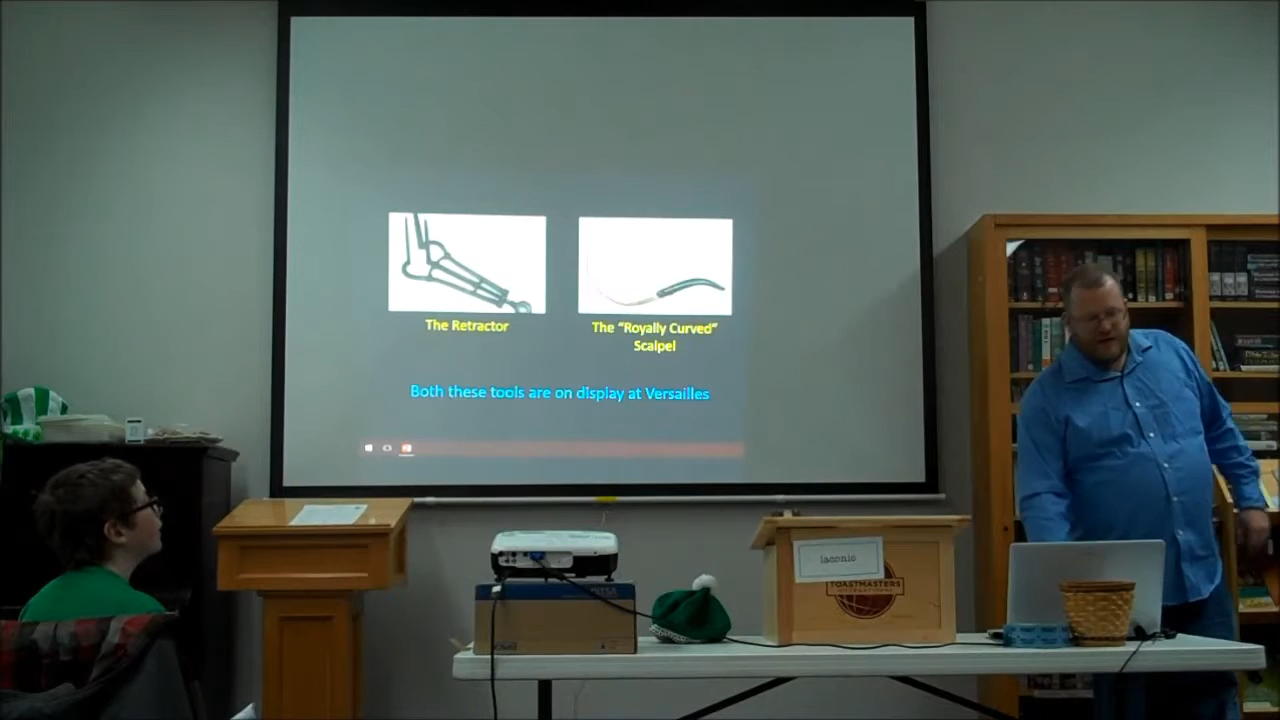 The Retractor
The "Royally Curved"
Scalpel
Both these tools are on display at Versailles
laconic
TOASTMASTERS
INTERNATIONAL